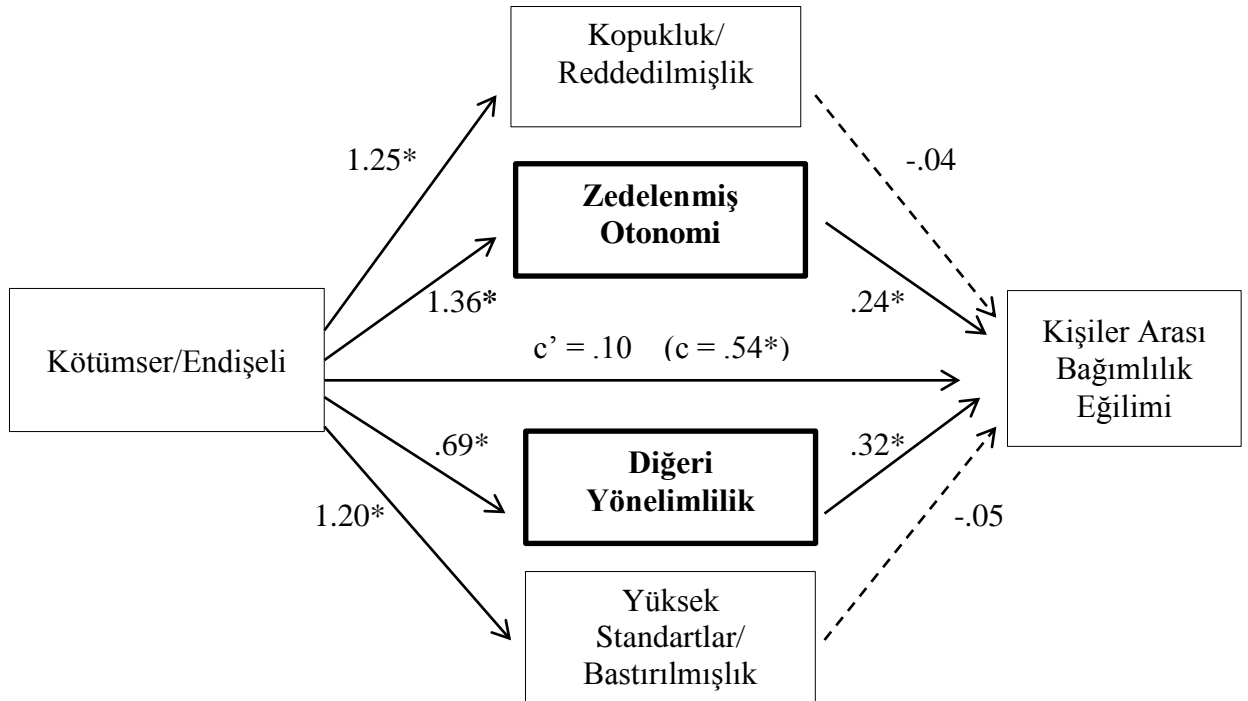 Kopukluk/
Reddedilmişlik
1.25*
-.04
Zedelenmiş
Otonomi
1.36*
.24*
Kötümser/Endişeli
c’ = .10 (c = .54*)
Kişiler Arası
Bağımlılık
Eğilimi
.69*
Diğeri
Yönelimlilik
.32*
1.20*
-.05
Yüksek
Standartlar/
Bastırılmışlık